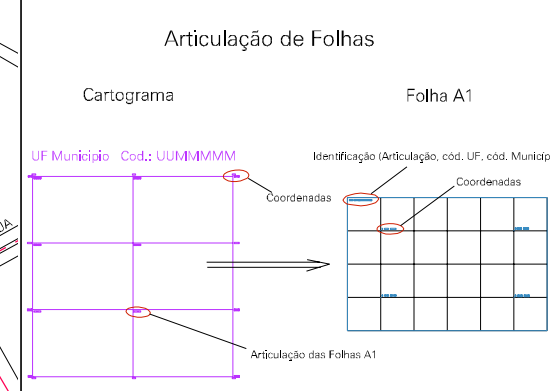 Articulação de Folhas
Cartograma
Folha A1
UF Municipio Cod.: UUMMMMM
Identificação (Articulação, cód. UF, cód. Municíp
Coordenadas
Coordenadas
Articulação das Folhas A1